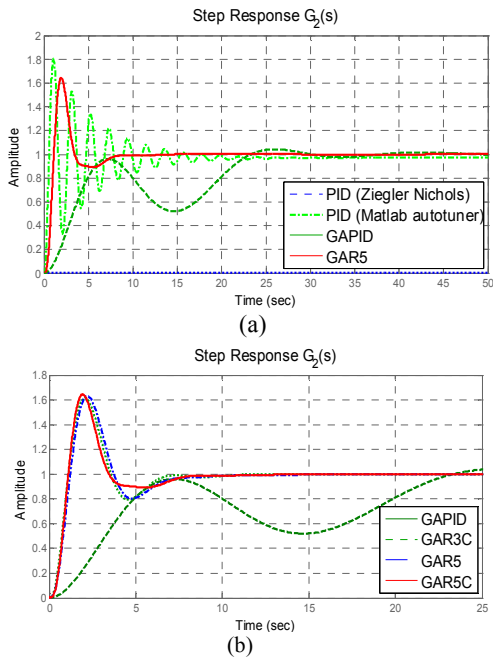 Step Response G₂(s)
Amplitude
2
1.8
1.6
1.4
1.2
1
0.8
0.6
0.4
0.2
0
PID (Ziegler Nichols)
PID (Matlab autotuner)
GAPID
GAR5
0 5 10 15 20 25 30 35 40 45 50
Time (sec)
(a)
Step Response G₂(s)
Amplitude
1.8
1.6
1.4
1.2
1
0.8
0.6
0.4
0.2
0
GAPID
GAR3C
GAR5
GAR5C
0 5 10 15 20 25
Time (sec)
(b)